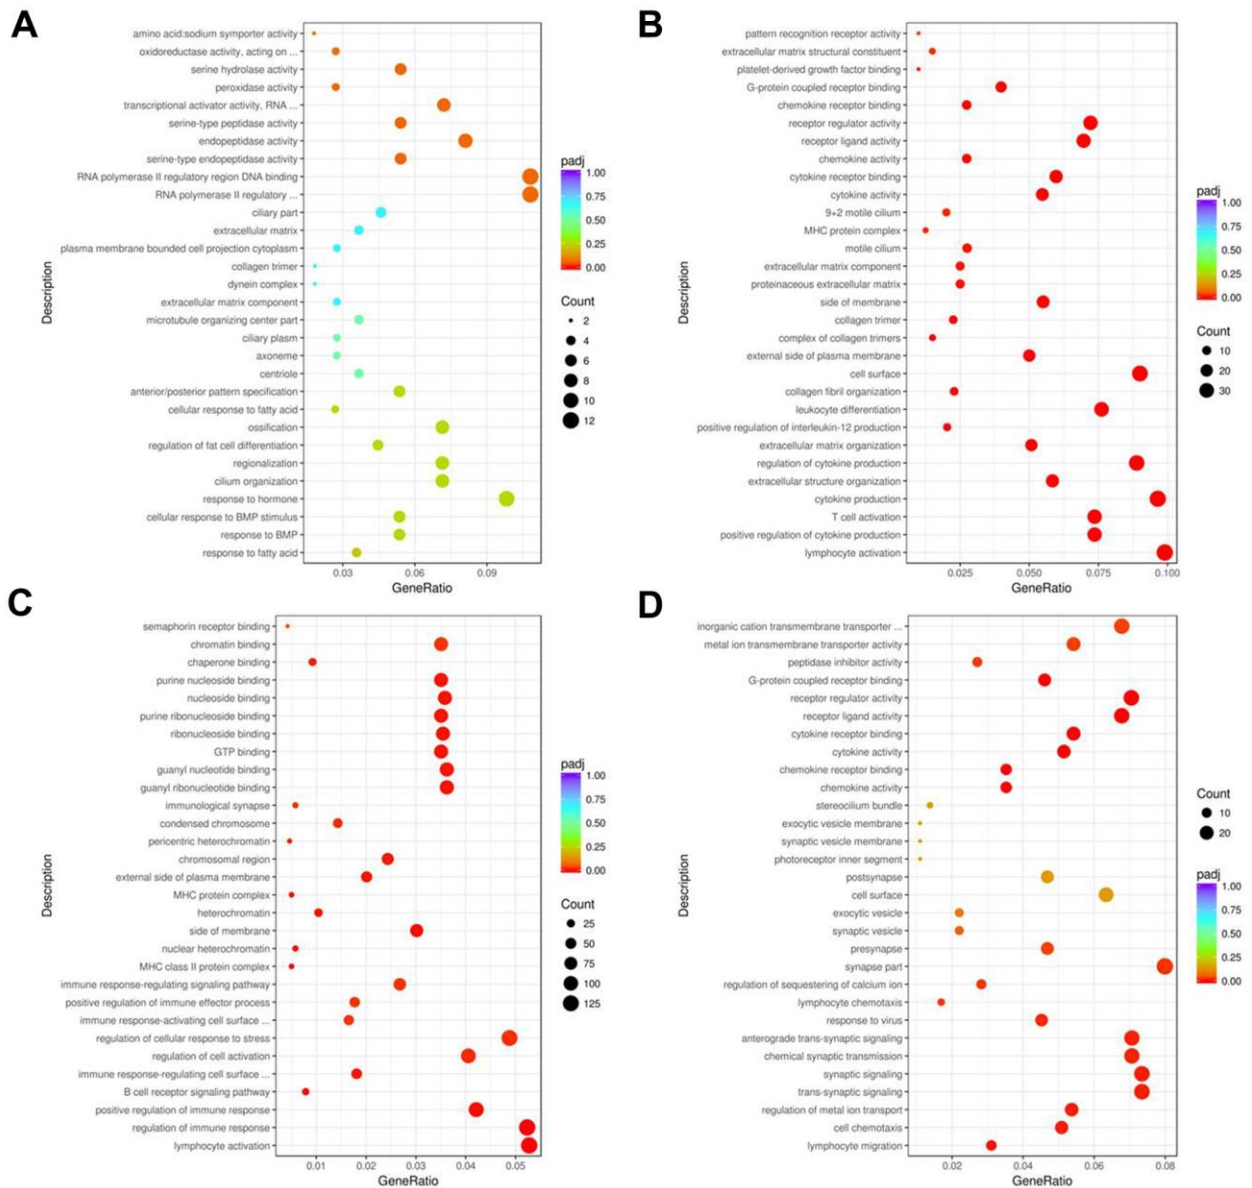 A
amino acid:sodium symporter activity
oxidoreductase activity, acting on ...
serine hydrolase activity
peroxidase activity
transcriptional activator activity, RNA ...
serine-type peptidase activity
endopeptidase activity
serine-type endopeptidase activity
RNA polymerase II regulatory region DNA binding
RNA polymerase II regulatory ...
ciliary part
extracellular matrix
plasma membrane bounded cell projection cytoplasm
collagen trimer
dynein complex
extracellular matrix component
microtubule organizing center part
ciliary plasm
axoneme
centriole
anterior/posterior pattern specification
cellular response to fatty acid
ossification
regulation of fat cell differentiation
regionalization
cilium organization
response to hormone
cellular response to BMP stimulus
response to BMP
response to fatty acid
Description
0.03 0.06 0.09
GeneRatio
padj
1.00
0.75
0.50
0.25
0.00
Count
2
4
6
8
10
12
B
pattern recognition receptor activity
extracellular matrix structural constituent
platelet-derived growth factor binding
G-protein coupled receptor binding
chemokine receptor binding
receptor regulator activity
receptor ligand activity
chemokine activity
cytokine receptor binding
cytokine activity
9+2 motile cilium
MHC protein complex
motile cilium
extracellular matrix component
proteinaceous extracellular matrix
side of membrane
collagen trimer
complex of collagen trimers
external side of plasma membrane
cell surface
collagen fibril organization
leukocyte differentiation
positive regulation of interleukin-12 production
extracellular matrix organization
regulation of cytokine production
extracellular structure organization
cytokine production
T cell activation
positive regulation of cytokine production
lymphocyte activation
Description
0.025 0.050 0.075 0.100
GeneRatio
padj
1.00
0.75
0.50
0.25
0.00
Count
10
20
30
C
semaphorin receptor binding
chromatin binding
chaperone binding
purine nucleoside binding
nucleoside binding
purine ribonucleoside binding
ribonucleoside binding
GTP binding
guanyl nucleotide binding
guanyl ribonucleotide binding
immunological synapse
condensed chromosome
pericentric heterochromatin
chromosomal region
external side of plasma membrane
MHC protein complex
heterochromatin
side of membrane
nuclear heterochromatin
MHC class II protein complex
immune response-regulating signaling pathway
positive regulation of immune effector process
immune response-activating cell surface ...
regulation of cellular response to stress
regulation of cell activation
immune response-regulating cell surface ...
B cell receptor signaling pathway
positive regulation of immune response
regulation of immune response
lymphocyte activation
Description
0.01 0.02 0.03 0.04 0.05
GeneRatio
padj
1.00
0.75
0.50
0.25
0.00
Count
25
50
75
100
125
D
inorganic cation transmembrane transporter ...
metal ion transmembrane transporter activity
peptidase inhibitor activity
G-protein coupled receptor binding
receptor regulator activity
receptor ligand activity
cytokine receptor binding
cytokine activity
chemokine receptor binding
chemokine activity
stereocilium bundle
exocytic vesicle membrane
synaptic vesicle membrane
photoreceptor inner segment
postsynapse
cell surface
exocytic vesicle
synaptic vesicle
presynapse
synapse part
regulation of sequestering of calcium ion
lymphocyte chemotaxis
response to virus
anterograde trans-synaptic signaling
chemical synaptic transmission
synaptic signaling
trans-synaptic signaling
regulation of metal ion transport
cell chemotaxis
lymphocyte migration
Description
0.02 0.04 0.06 0.08
GeneRatio
Count
10
20
padj
1.00
0.75
0.50
0.25
0.00